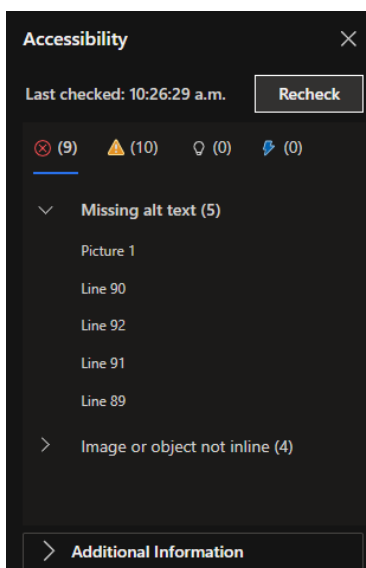 Accessibility
Last checked: 10:26:29 a.m. Recheck
(9) (10) (0) (0)
Missing alt text (5)
Picture 1
Line 90
Line 92
Line 91
Line 89
Image or object not inline (4)
Additional Information